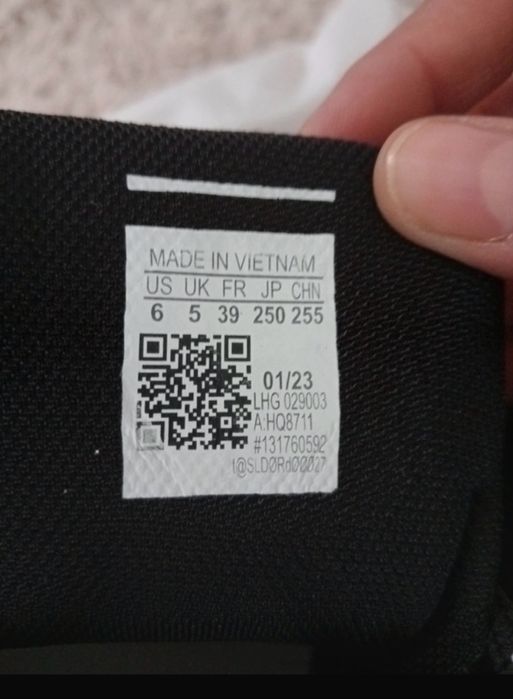 MADE IN VIETNAM
US UK FR JP CHN
6 5 39 250 255
01/23
LHG 029003
A:HQ8711
#131760592